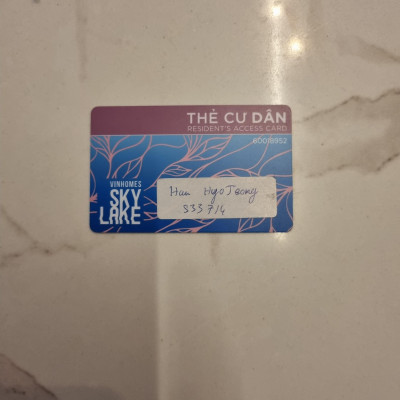 THẺ CƯ DÂN
RESIDENT'S ACCESS CARD
VINHOMES
SKY
LAKE
Han HyoJeong